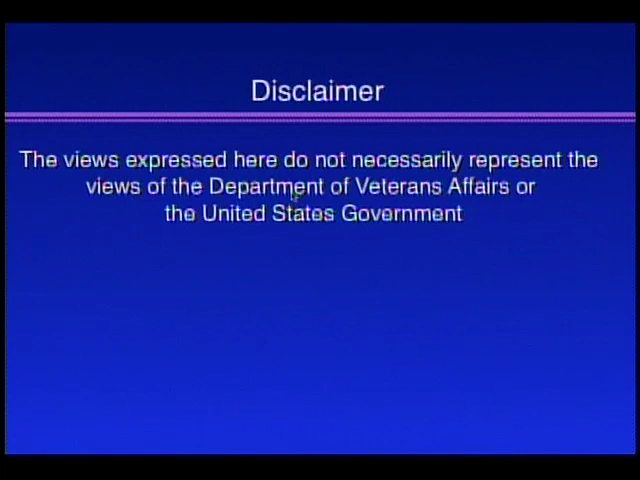 Disclaimer
The views expressed here do not necessarily represent the
views of the Department of Veterans Affairs or
the United States Government